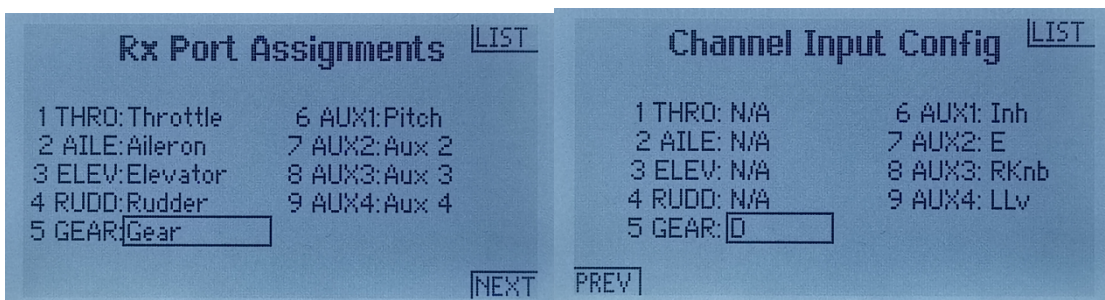 Rx Port Assignments LIST
1 THRO: Throttle 6 AUX1: Pitch
2 AILE: Aileron 7 AUX2: Aux 2
3 ELEV: Elevator 8 AUX3: Aux 3
4 RUDD: Rudder 9 AUX4: Aux 4
5 GEAR: Gear
NEXT
Channel Input Config LIST
1 THRO: N/A 6 AUX1: Inh
2 AILE: N/A 7 AUX2: E
3 ELEV: N/A 8 AUX3: RKnb
4 RUDD: N/A 9 AUX4: LLv
5 GEAR: D
PREV